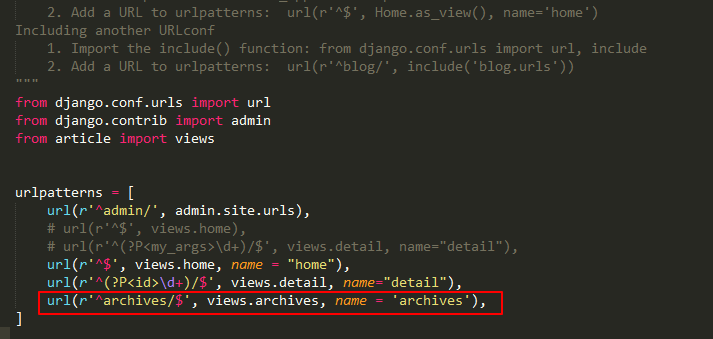 2. Add a URL to urlpatterns:  url(r'^$', Home.as_view(), name='home')
Including another URLconf
    1. Import the include() function: from django.conf.urls import url, include
    2. Add a URL to urlpatterns:  url(r'^blog/', include('blog.urls'))
"""
from django.conf.urls import url
from django.contrib import admin
from article import views
urlpatterns = [
    url(r'^admin/', admin.site.urls),
    # url(r'^$', views.home),
    # url(r'^(?P<my_args>\d+)/$', views.detail, name="detail"),
    url(r'^$', views.home, name = "home"),
    url(r'^(?P<id>\d+)/$', views.detail, name="detail"),
    url(r'^archives/$', views.archives, name = 'archives'),
]